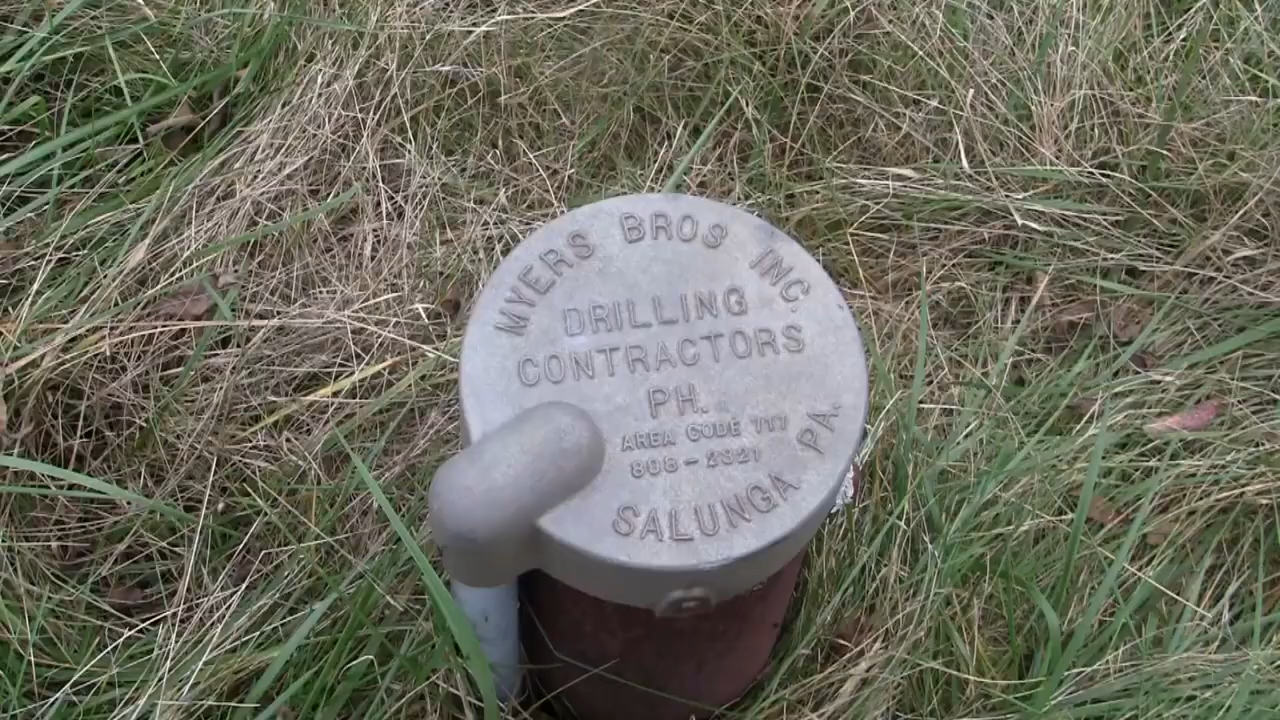 MYERS BROS INC.
DRILLING
CONTRACTORS
PH.
AREA CODE 717
898-2321
SALUNGA PA.